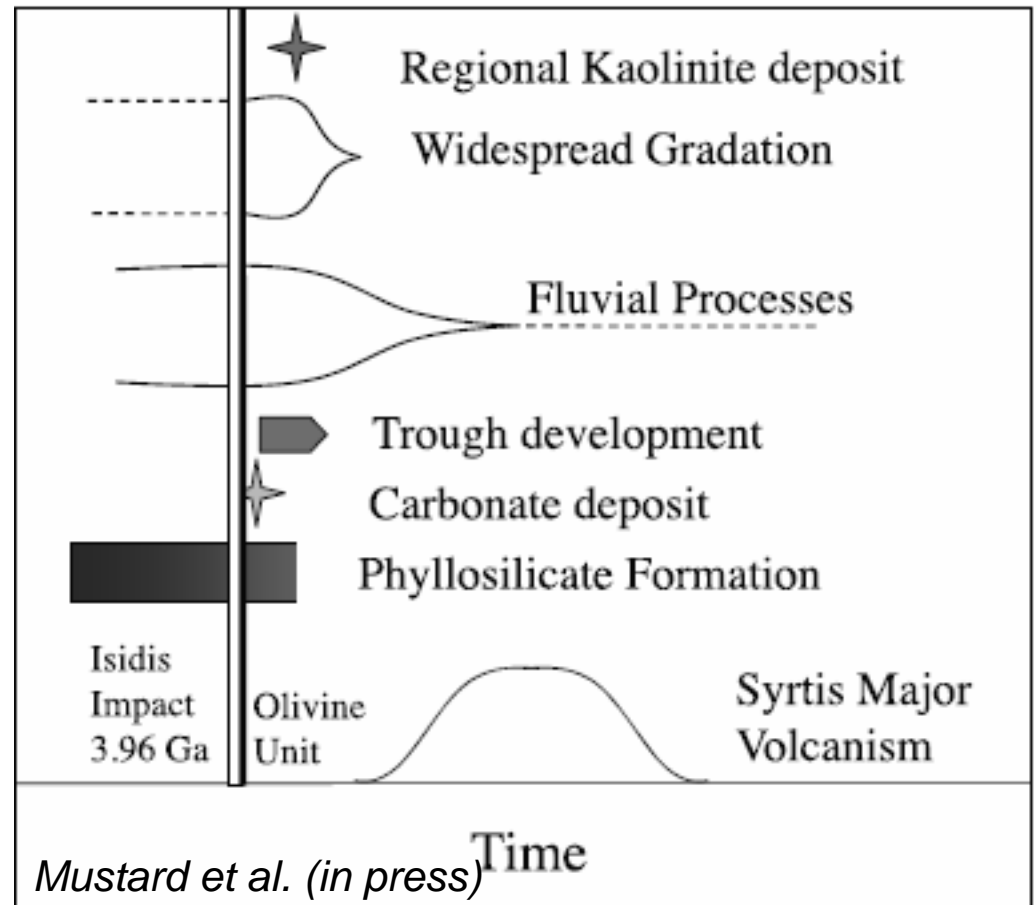 Regional Kaolinite deposit
Widespread Gradation
Fluvial Processes
Trough development
Carbonate deposit
Phyllosilicate Formation
Isidis
Impact
3.96 Ga
Olivine
Unit
Syrtis Major
Volcanism
Time
Mustard et al. (in press)